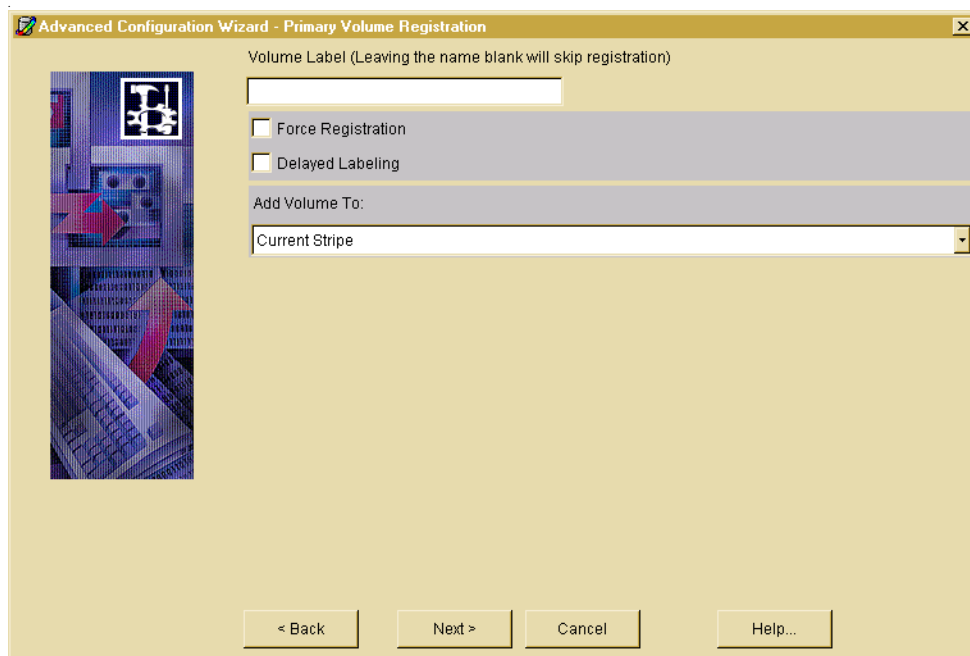 Advanced Configuration Wizard - Primary Volume Registration
Volume Label (Leaving the name blank will skip registration)
Force Registration
Delayed Labeling
Add Volume To:
Current Stripe
< Back Next > Cancel Help...